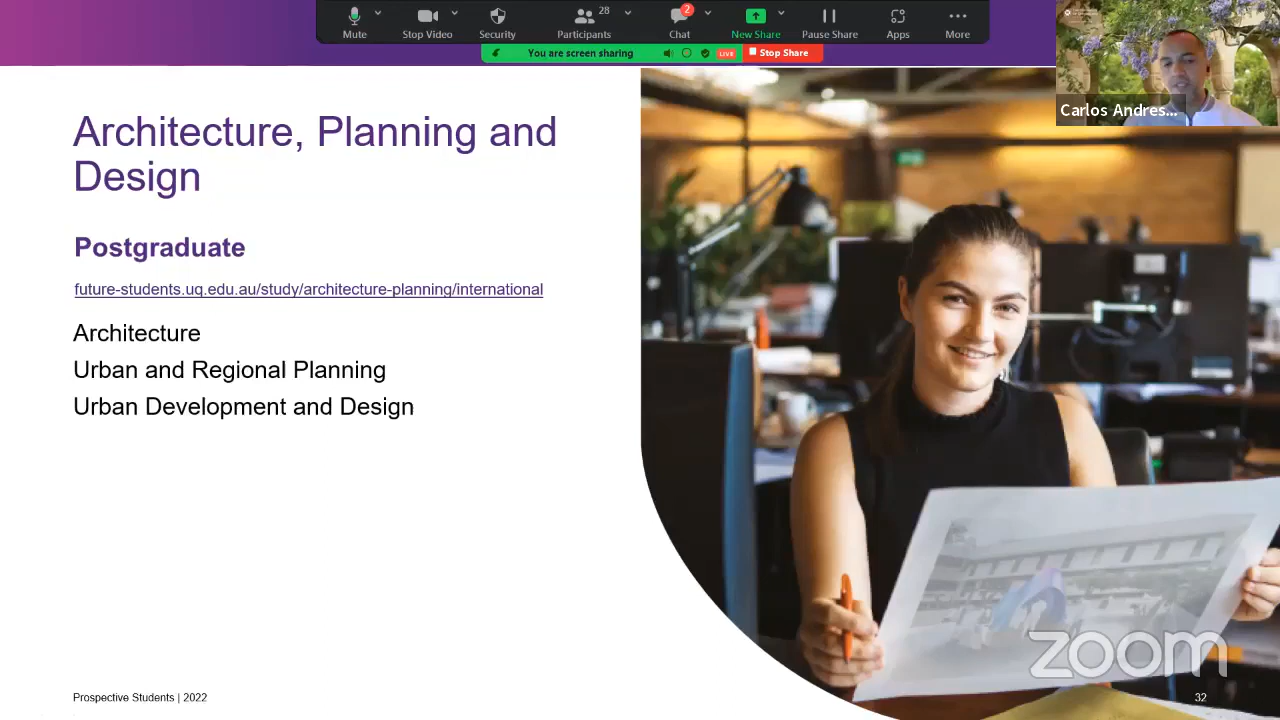 Mute
Stop Video
Security
28
Participants
2
Chat
New Share
Pause Share
Apps
More
You are screen sharing
LIVE
Stop Share
Carlos Andres...
Architecture, Planning and
Design
Postgraduate
future-students.uq.edu.au/study/architecture-planning/international
Architecture
Urban and Regional Planning
Urban Development and Design
zoom
Prospective Students | 2022
32